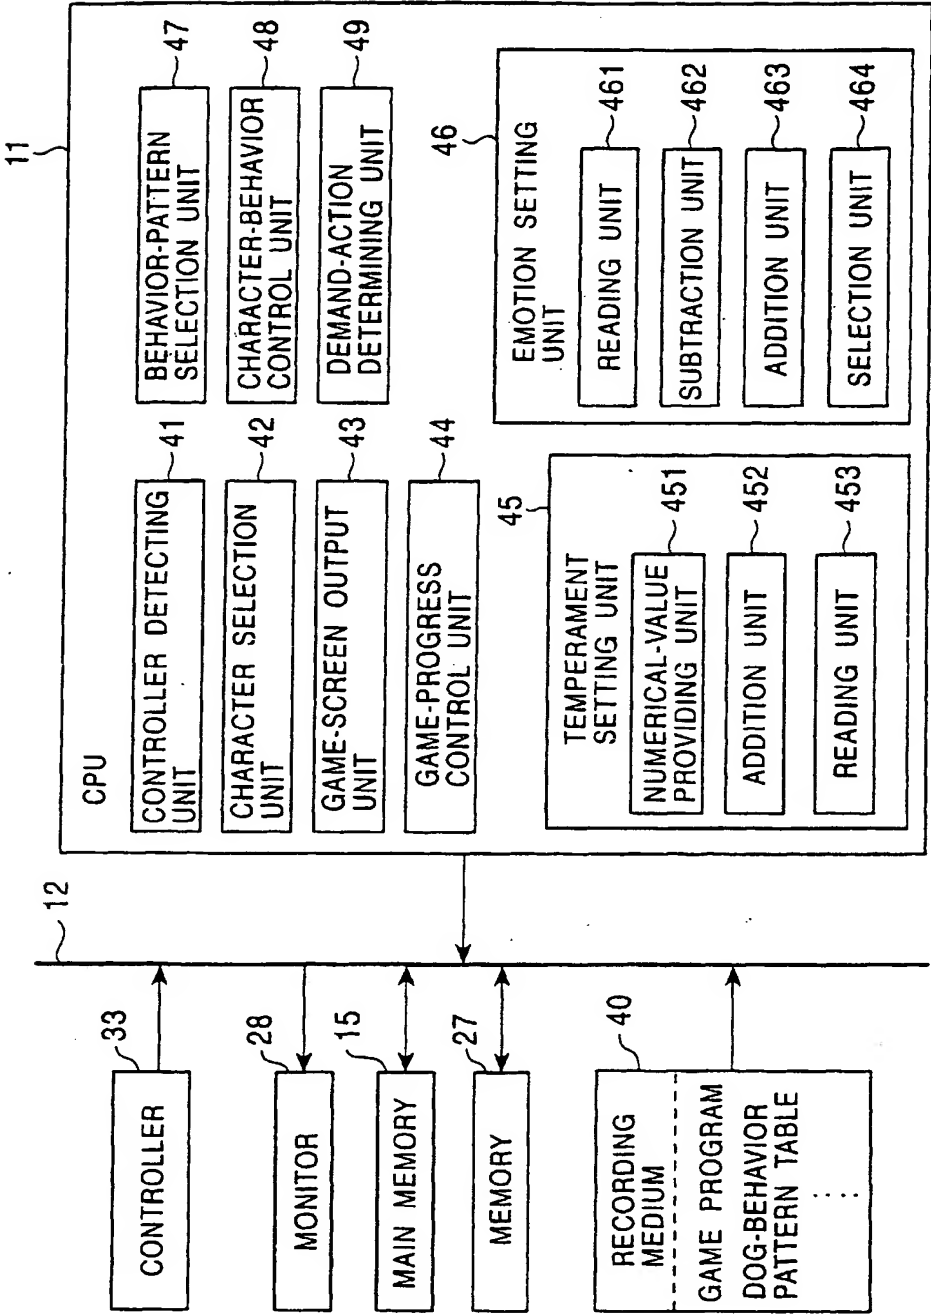 33
CONTROLLER
28
MONITOR
15
MAIN MEMORY
27
MEMORY
40
RECORDING
MEDIUM
GAME PROGRAM
DOG-BEHAVIOR
PATTERN TABLE
12
11
CPU
41
CONTROLLER DETECTING
UNIT
42
CHARACTER SELECTION
UNIT
43
GAME-SCREEN OUTPUT
UNIT
44
GAME-PROGRESS
CONTROL UNIT
47
BEHAVIOR-PATTERN
SELECTION UNIT
48
CHARACTER-BEHAVIOR
CONTROL UNIT
49
DEMAND-ACTION
DETERMINING UNIT
45
TEMPERAMENT
SETTING UNIT
451
NUMERICAL-VALUE
PROVIDING UNIT
452
ADDITION UNIT
453
READING UNIT
46
EMOTION SETTING
UNIT
461
READING UNIT
462
SUBTRACTION UNIT
463
ADDITION UNIT
464
SELECTION UNIT